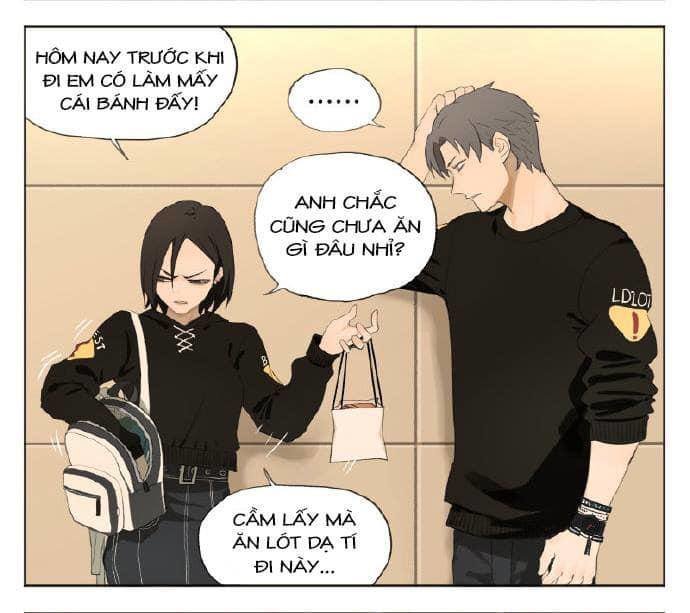 HÔM NAY TRƯỚC KHI
ĐI EM CÓ LÀM MẤY
CÁI BÁNH ĐẤY!
......
ANH CHẮC
CŨNG CHƯA ĂN
GÌ ĐÂU NHỈ?
LDIOT
!
EST
B
CẦM LẤY MÀ
ĂN LÓT DẠ TÍ
ĐI NÀY...